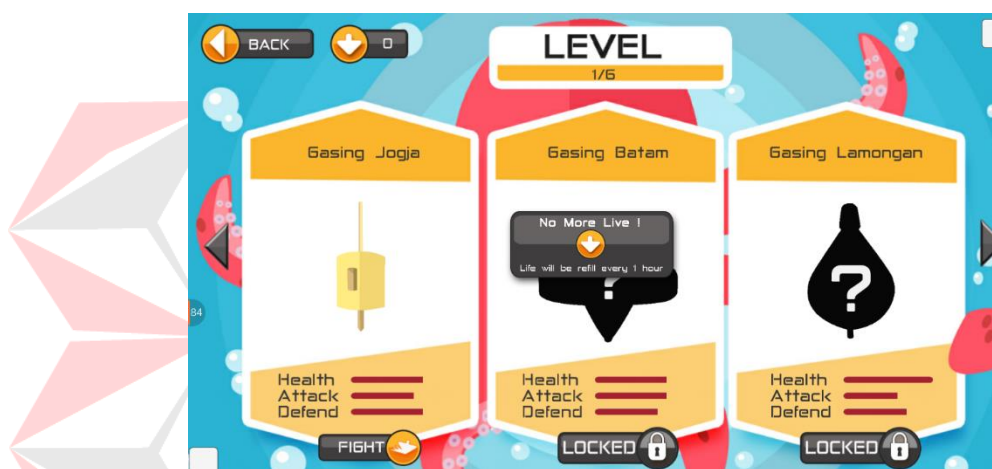 BACK
0
LEVEL
1/6
Gasing Jogja
Gasing Batam
Gasing Lamongan
No More Live !
Life will be refill every 1 hour
?
?
84
Health
Attack
Defend
Health
Attack
Defend
Health
Attack
Defend
FIGHT
LOCKED
LOCKED